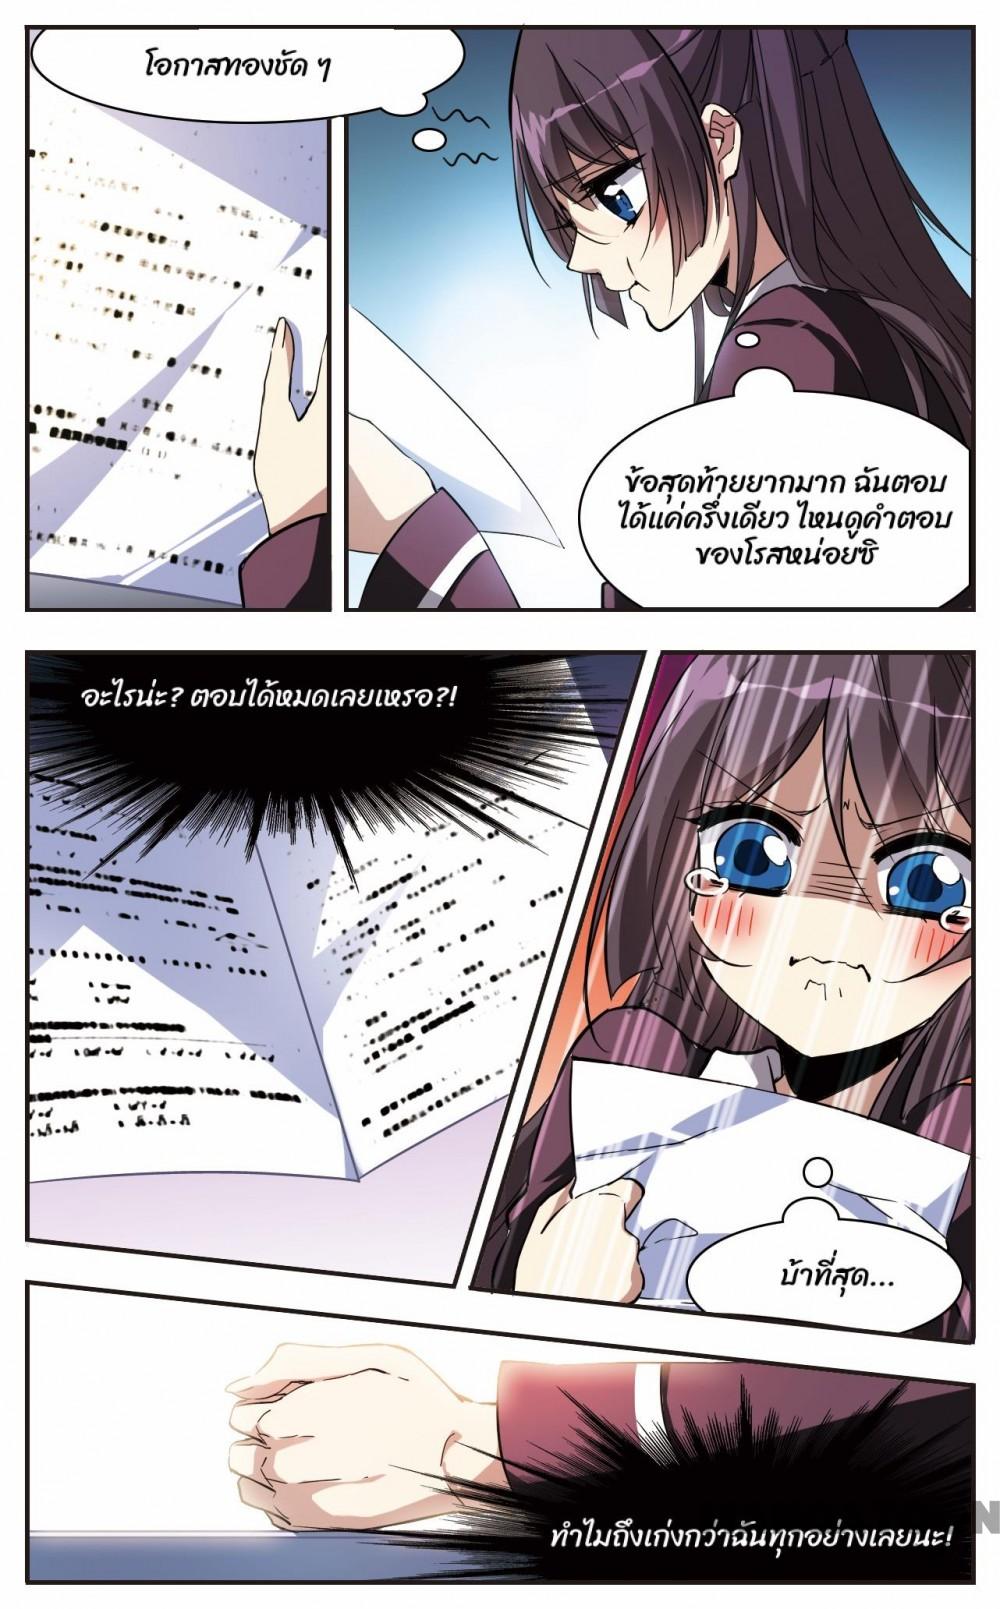 โอกาสทองชัด ๆ
ข้อสุดท้ายยากมาก ฉันตอบ
ได้แค่ครึ่งเดียว ไหนดูคำตอบ
ของโรสหน่อยซิ
อะไรน่ะ? ตอบได้หมดเลยเหรอ?!
บ้าที่สุด...
ทำไมถึงเก่งกว่าฉันทุกอย่างเลยนะ!